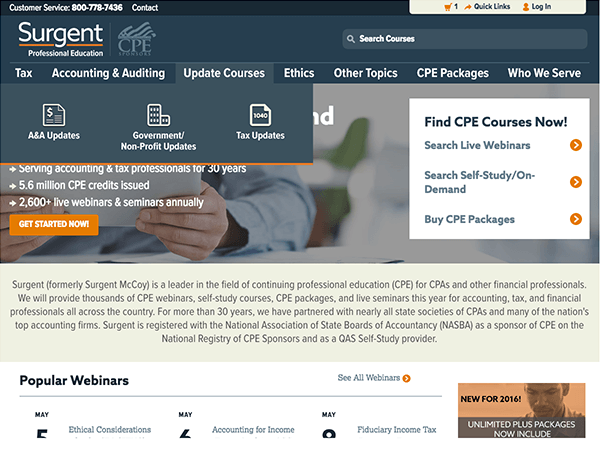 Customer Service: 800-778-7436 Contact
1 Quick Links Log In
Surgent
Professional Education
CPE
SPONSORS
Search Courses
Tax Accounting & Auditing Update Courses Ethics Other Topics CPE Packages Who We Serve
A&A Updates
Government/
Non-Profit Updates
1040
Tax Updates
nd
Serving accounting & tax professionals for 30 years
5.6 million CPE credits issued
2,600+ live webinars & seminars annually
GET STARTED NOW!
Find CPE Courses Now!
Search Live Webinars
Search Self-Study/On-
Demand
Buy CPE Packages
Surgent (formerly Surgent McCoy) is a leader in the field of continuing professional education (CPE) for CPAs and other financial professionals.
We will provide thousands of CPE webinars, self-study courses, CPE packages, and live seminars this year for accounting, tax, and financial
professionals all across the country. For more than 30 years, we have partnered with nearly all state societies of CPAs and many of the nation's
top accounting firms. Surgent is registered with the National Association of State Boards of Accountancy (NASBA) as a sponsor of CPE on the
National Registry of CPE Sponsors and as a QAS Self-Study provider.
Popular Webinars
See All Webinars
MAY
5
Ethical Considerations
MAY
6
Accounting for Income
MAY
Fiduciary Income Tax
NEW FOR 2016!
UNLIMITED PLUS PACKAGES
NOW INCLUDE